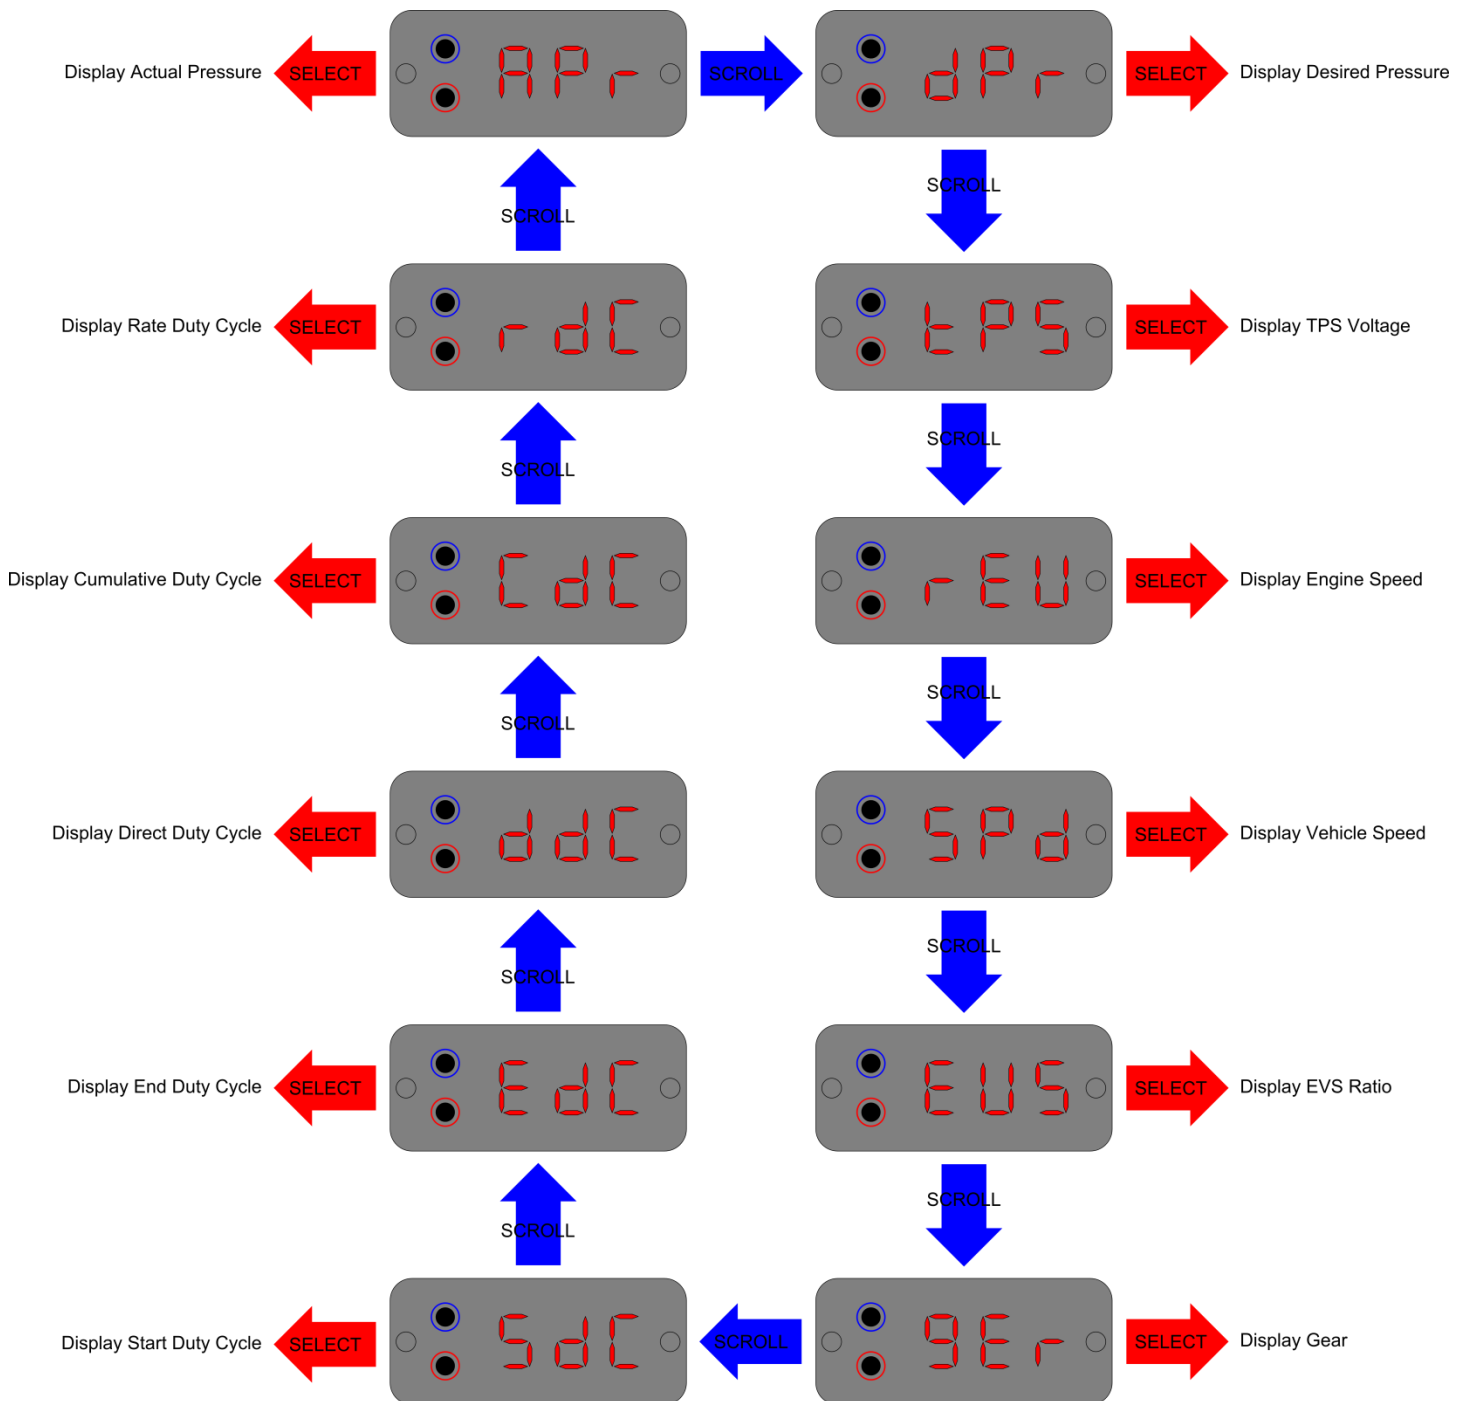 Display Actual Pressure SELECT APr SCROLL dPr SELECT Display Desired Pressure
SCROLL SCROLL
Display Rate Duty Cycle SELECT rdC tPS SELECT Display TPS Voltage
SCROLL SCROLL
Display Cumulative Duty Cycle SELECT CdC rEU SELECT Display Engine Speed
SCROLL SCROLL
Display Direct Duty Cycle SELECT ddC SPd SELECT Display Vehicle Speed
SCROLL SCROLL
Display End Duty Cycle SELECT EdC EUS SELECT Display EVS Ratio
SCROLL SCROLL
Display Start Duty Cycle SELECT SdC SCROLL gEr SELECT Display Gear